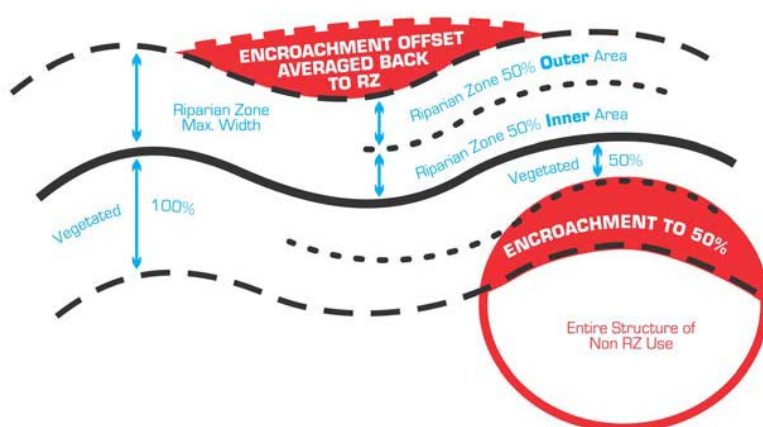 ENCROACHMENT OFFSET
AVERAGED BACK
TO RZ
Riparian Zone
Max. Width
Riparian Zone 50% Outer Area
Riparian Zone 50% Inner Area
Vegetated 100%
Vegetated 50%
ENCROACHMENT TO 50%
Entire Structure of
Non RZ Use